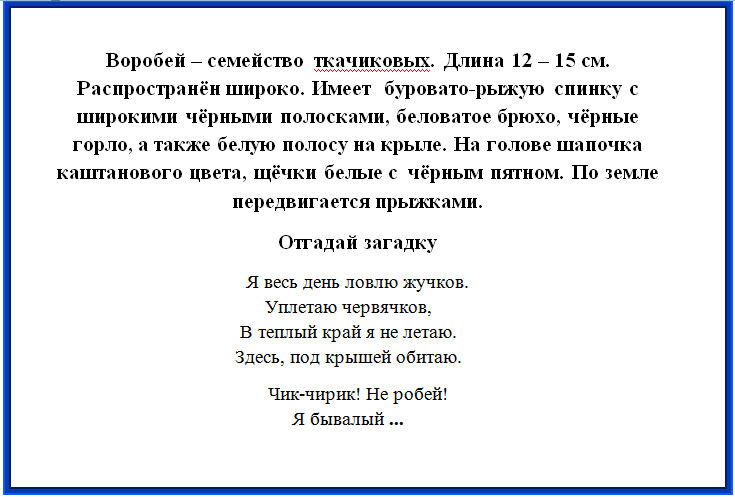 Воробей – семейство ткачиковых. Длина 12 – 15 см.
Распространён широко. Имеет буровато-рыжую спинку с
широкими чёрными полосками, беловатое брюхо, чёрные
горло, а также белую полосу на крыле. На голове шапочка
каштанового цвета, щёчки белые с чёрным пятном. По земле
передвигается прыжками.
Отгадай загадку
Я весь день ловлю жучков.
Уплетаю червячков,
В теплый край я не летаю.
Здесь, под крышей обитаю.
Чик-чирик! Не робей!
Я бывалый ...